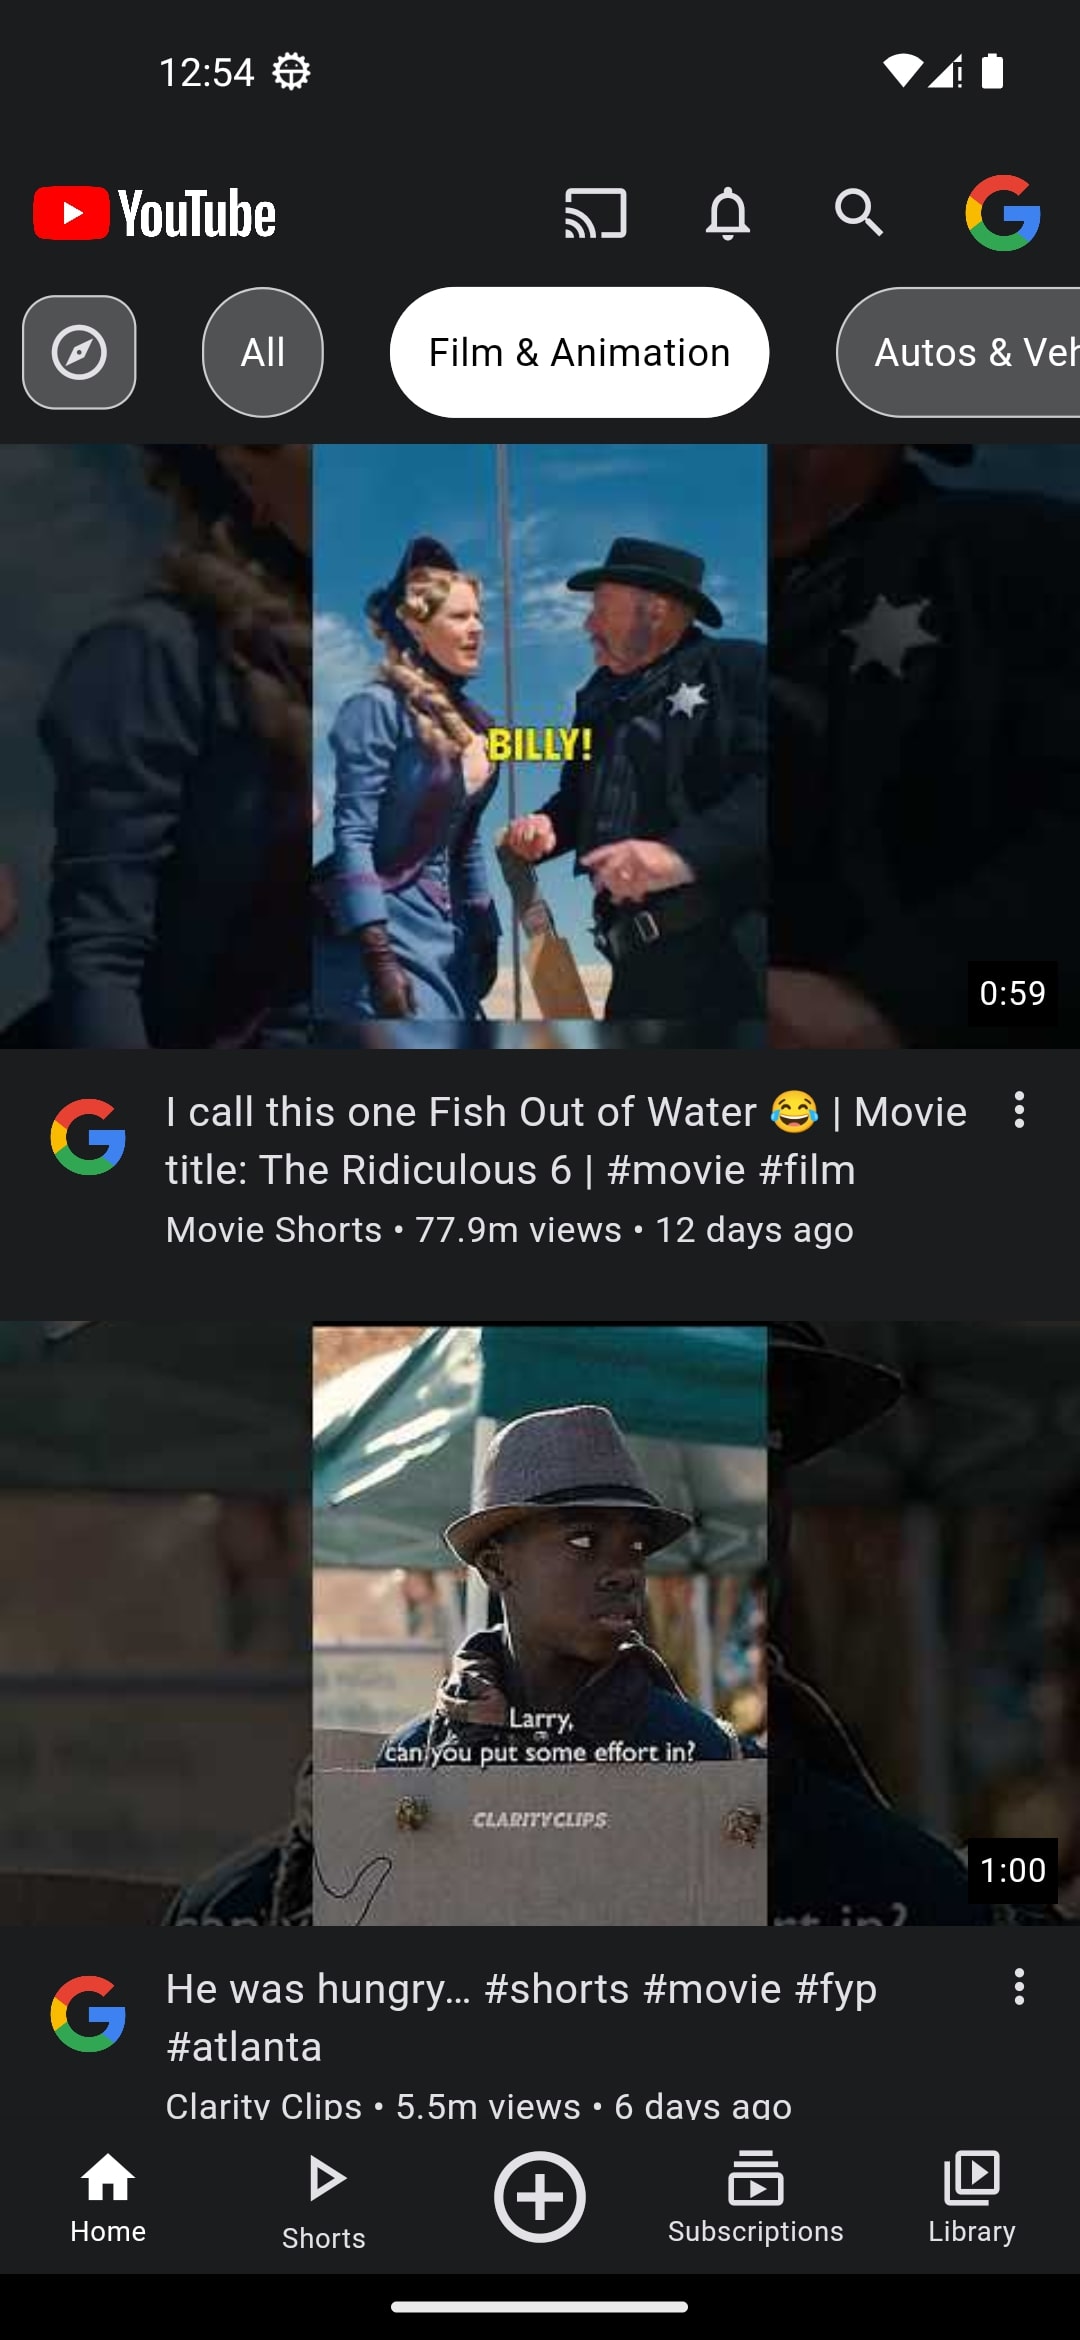 12:54
YouTube
All
Film & Animation
Autos & Veh
BILLY!
0:59
I call this one Fish Out of Water 😂 | Movie
title: The Ridiculous 6 | #movie #film
Movie Shorts • 77.9m views • 12 days ago
Larry,
can you put some effort in?
CLARITYCLIPS
1:00
He was hungry... #shorts #movie #fyp
#atlanta
Clarity Clips • 5.5m views • 6 days ago
Home
Shorts
Subscriptions
Library